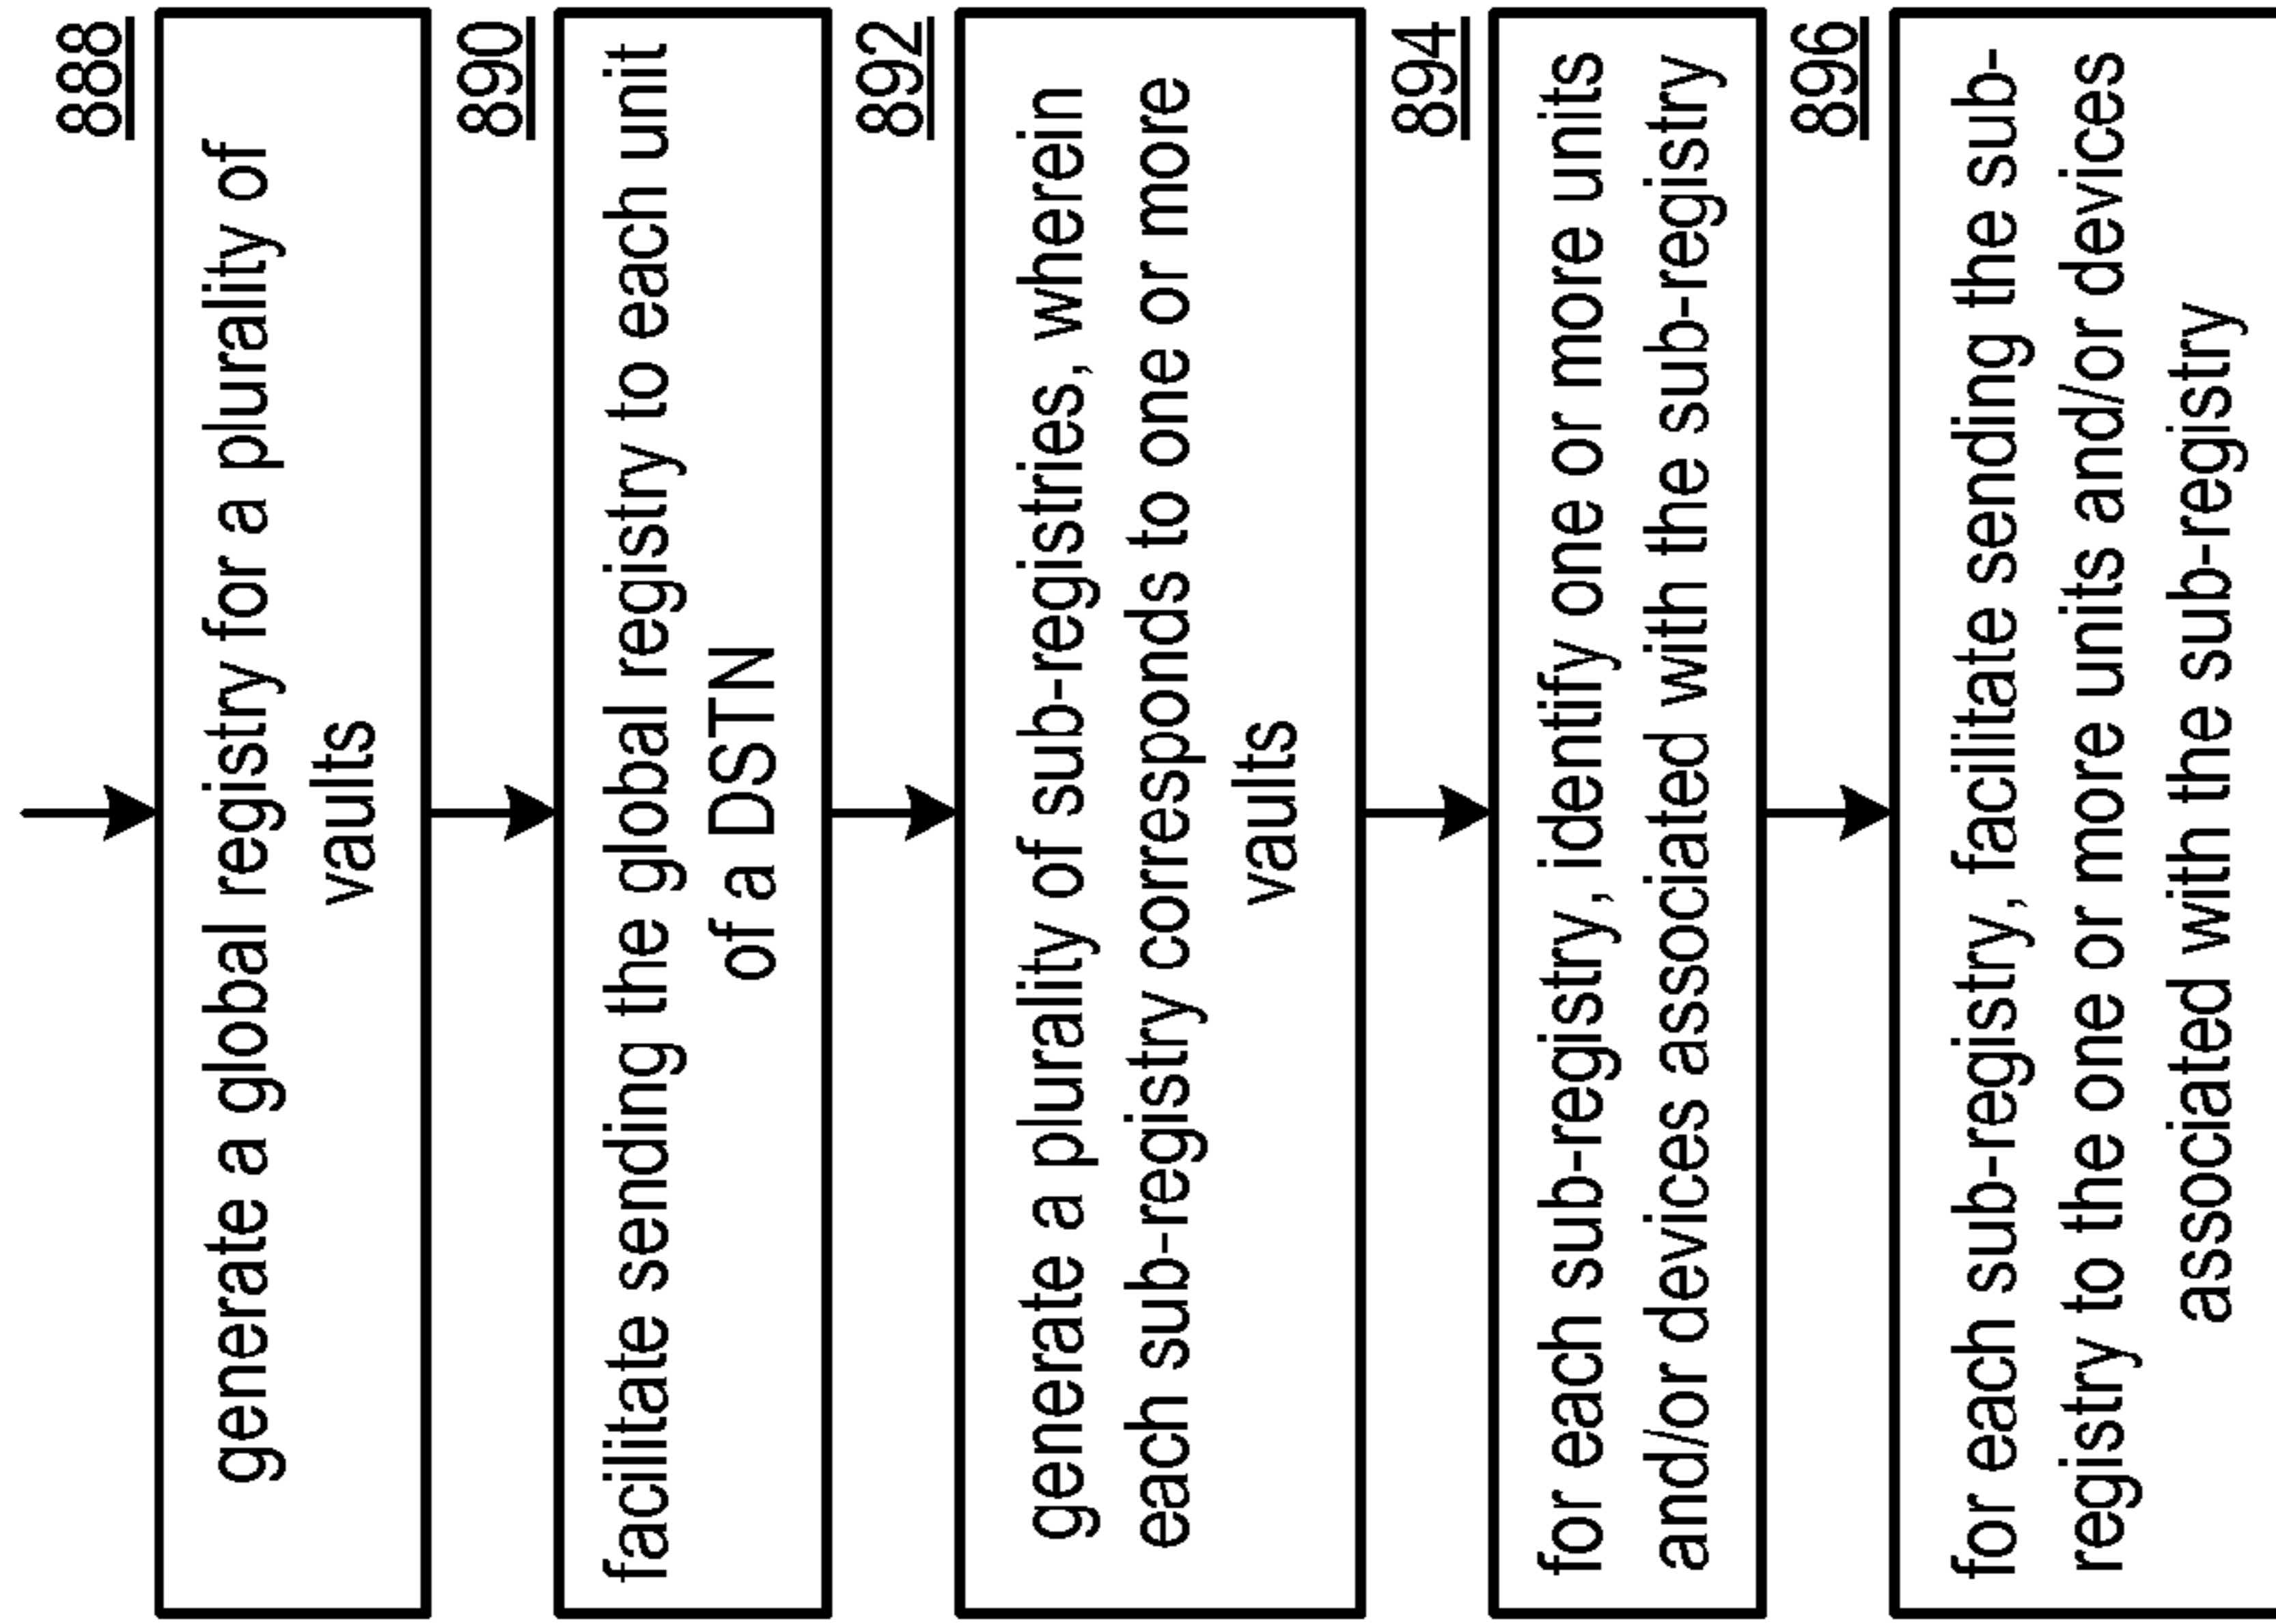 888
generate a global registry for a plurality of
vaults
890
facilitate sending the global registry to each unit
of a DSTN
892
generate a plurality of sub-registries, wherein
each sub-registry corresponds to one or more
vaults
894
for each sub-registry, identify one or more units
and/or devices associated with the sub-registry
896
for each sub-registry, facilitate sending the sub-
registry to the one or more units and/or devices
associated with the sub-registry